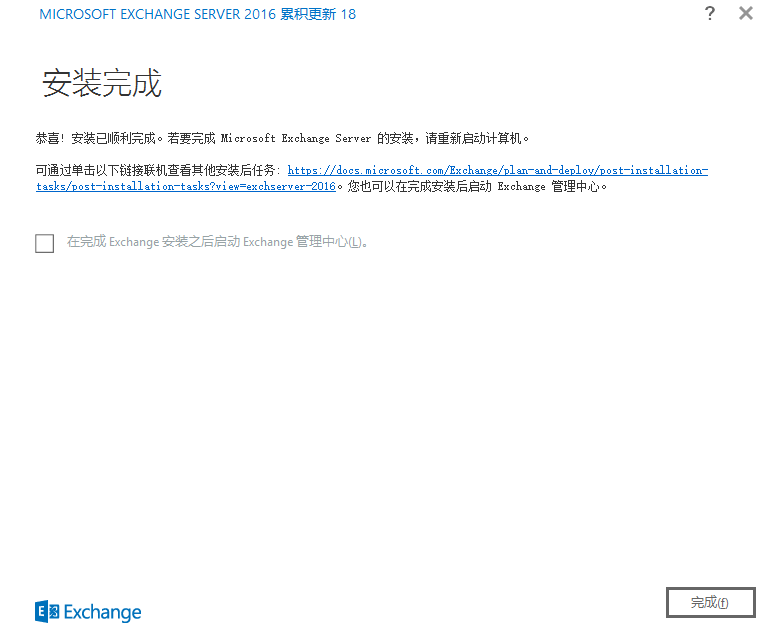 MICROSOFT EXCHANGE SERVER 2016 累积更新 18
?
安装完成
恭喜！安装已顺利完成。若要完成 Microsoft Exchange Server 的安装，请重新启动计算机。
可通过单击以下链接联机查看其他安装后任务: https://docs.microsoft.com/Exchange/plan-and-deploy/post-installation-
tasks/post-installation-tasks?view=exchserver-2016。您也可以在完成安装后启动 Exchange 管理中心。
在完成 Exchange 安装之后启动 Exchange 管理中心(L)。
Exchange
完成(f)